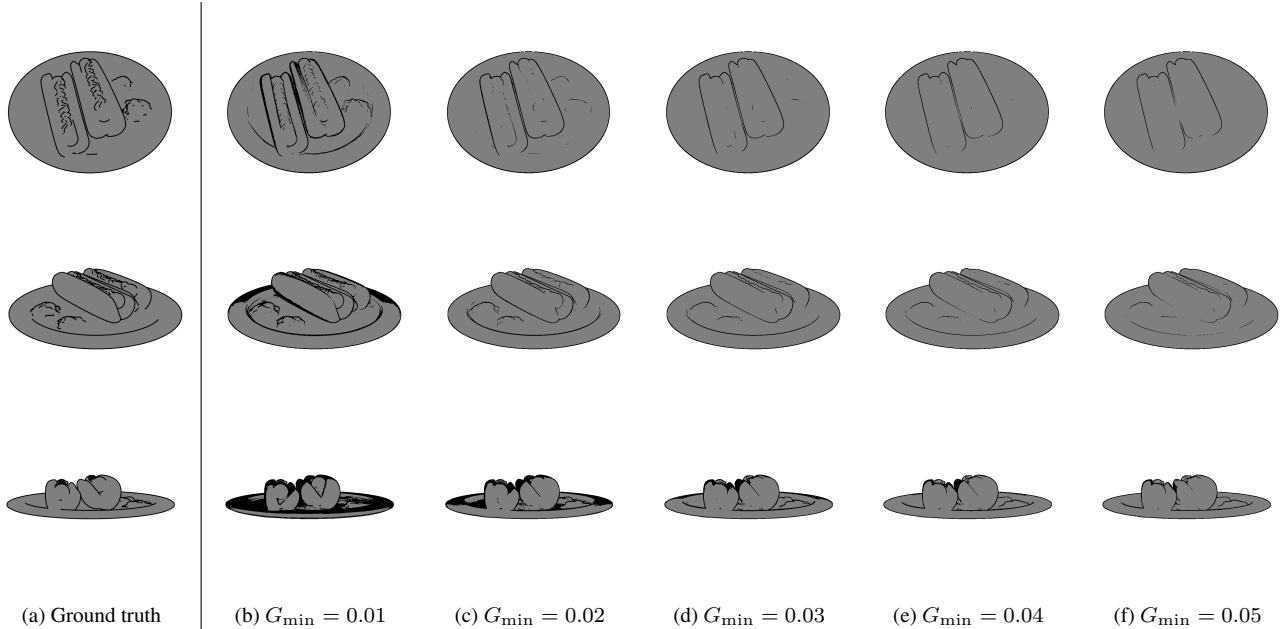 (a) Ground truth (b) G_min = 0.01 (c) G_min = 0.02 (d) G_min = 0.03 (e) G_min = 0.04 (f) G_min = 0.05